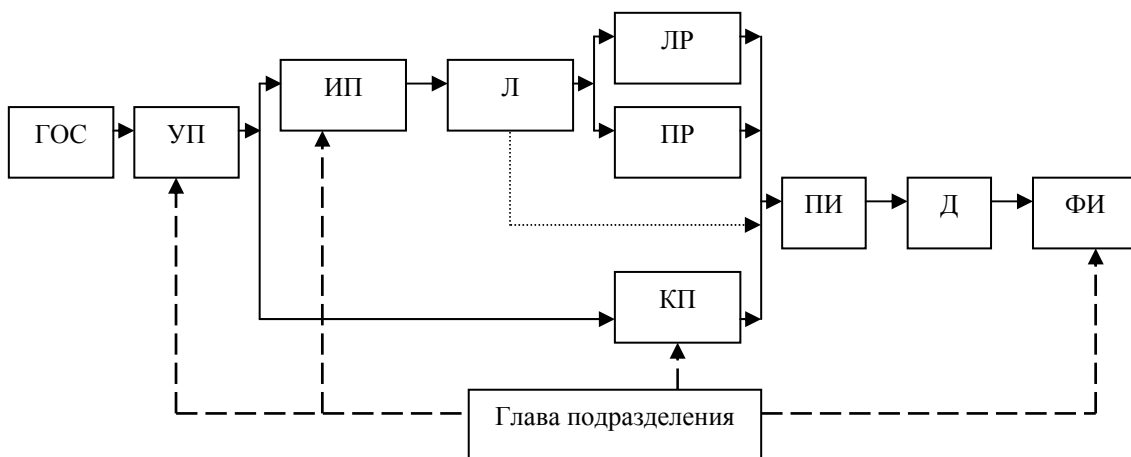 ЛР
ИП
Л
ГОС
УП
ПР
ПИ
Д
ФИ
КП
Глава подразделения